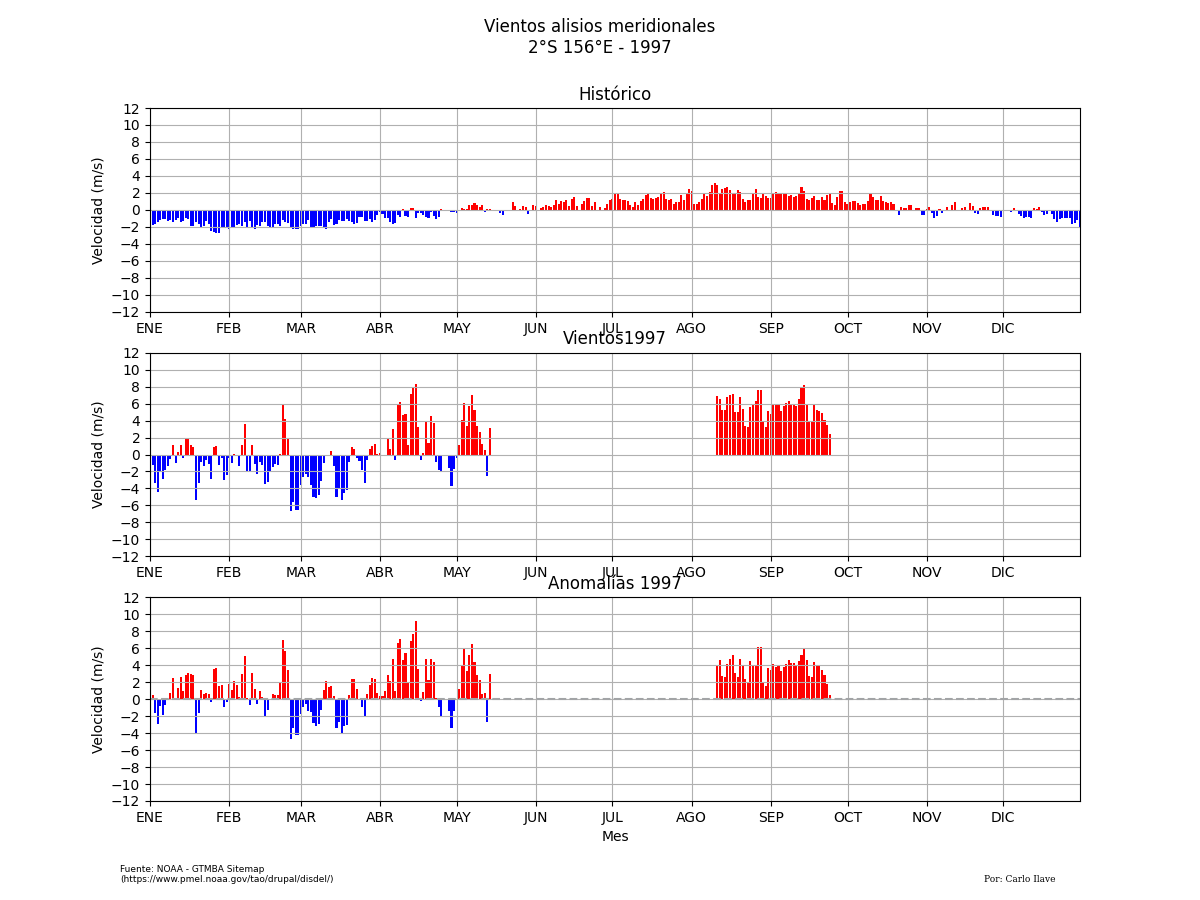 Vientos alisios meridionales
2°S 156°E - 1997
Histórico
12
10
8
6
4
2
0
−2
−4
−6
−8
−10
−12
Velocidad (m/s)
ENE FEB MAR ABR MAY JUN JUL AGO SEP OCT NOV DIC
Vientos1997
12
10
8
6
4
2
0
−2
−4
−6
−8
−10
−12
Velocidad (m/s)
ENE FEB MAR ABR MAY JUN JUL AGO SEP OCT NOV DIC
Anomalías 1997
12
10
8
6
4
2
0
−2
−4
−6
−8
−10
−12
Velocidad (m/s)
ENE FEB MAR ABR MAY JUN JUL AGO SEP OCT NOV DIC
Mes
Fuente: NOAA - GTMBA Sitemap
(https://www.pmel.noaa.gov/tao/drupal/disdel/)
Por: Carlo Ilave